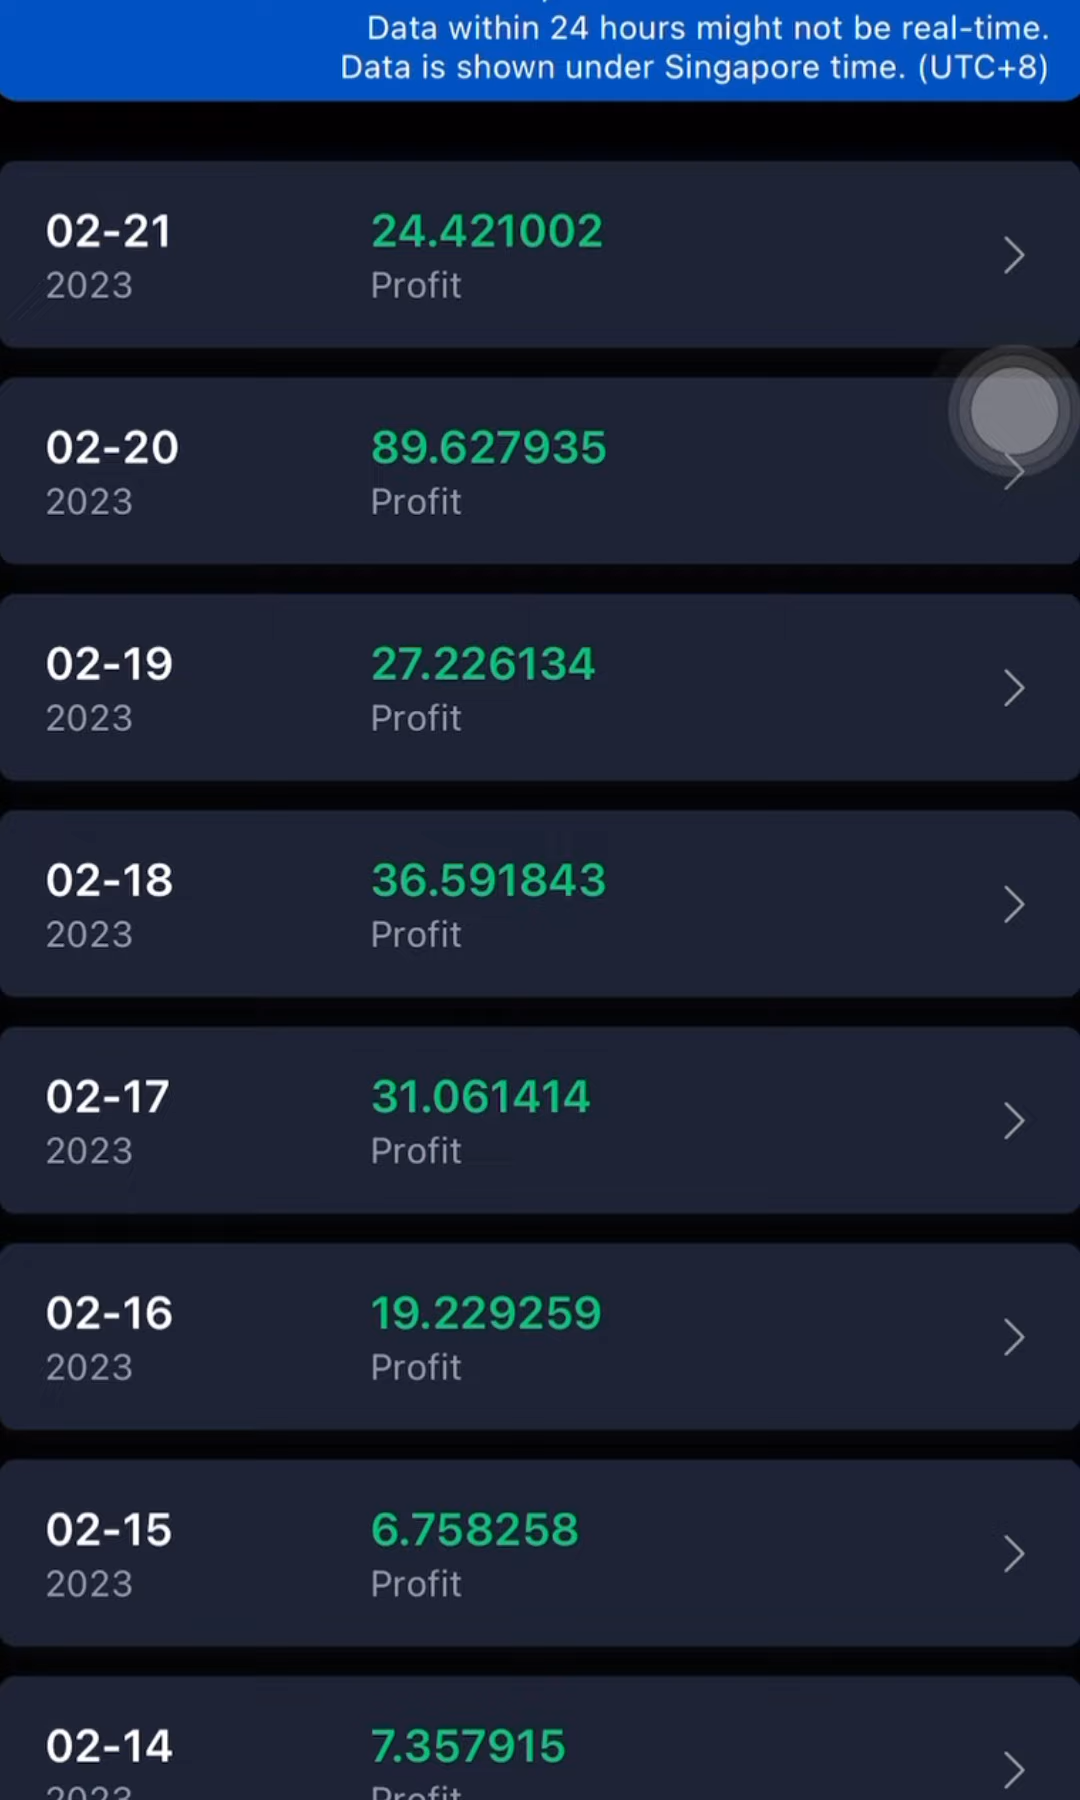 Data within 24 hours might not be real-time.
Data is shown under Singapore time. (UTC+8)
02-21
24.421002
2023
Profit
02-20
89.627935
2023
Profit
02-19
27.226134
2023
Profit
02-18
36.591843
2023
Profit
02-17
31.061414
2023
Profit
02-16
19.229259
2023
Profit
02-15
6.758258
2023
Profit
02-14
7.357915
2023
Profit